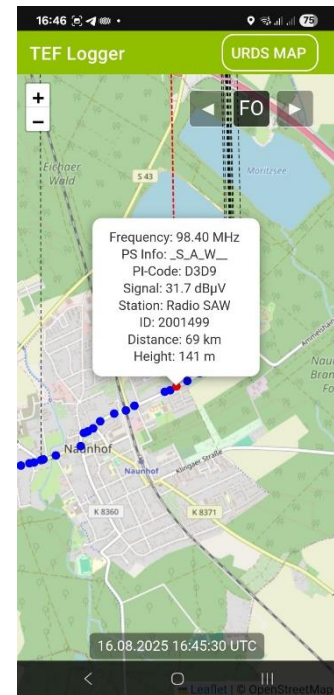 16:46
75
TEF Logger
URDS MAP
+
−
◄ FO ►
Eichaer
Wald
S 43
Moritzsee
Frequency: 98.40 MHz
PS Info: _S_A_W__
PI-Code: D3D9
Signal: 31.7 dBµV
Station: Radio SAW
ID: 2001499
Distance: 69 km
Height: 141 m
Naunhof
Naunhof
Klingaer Straße
K 8360
K 8371
16.08.2025 16:45:30 UTC
Leaflet | © OpenStreetMap